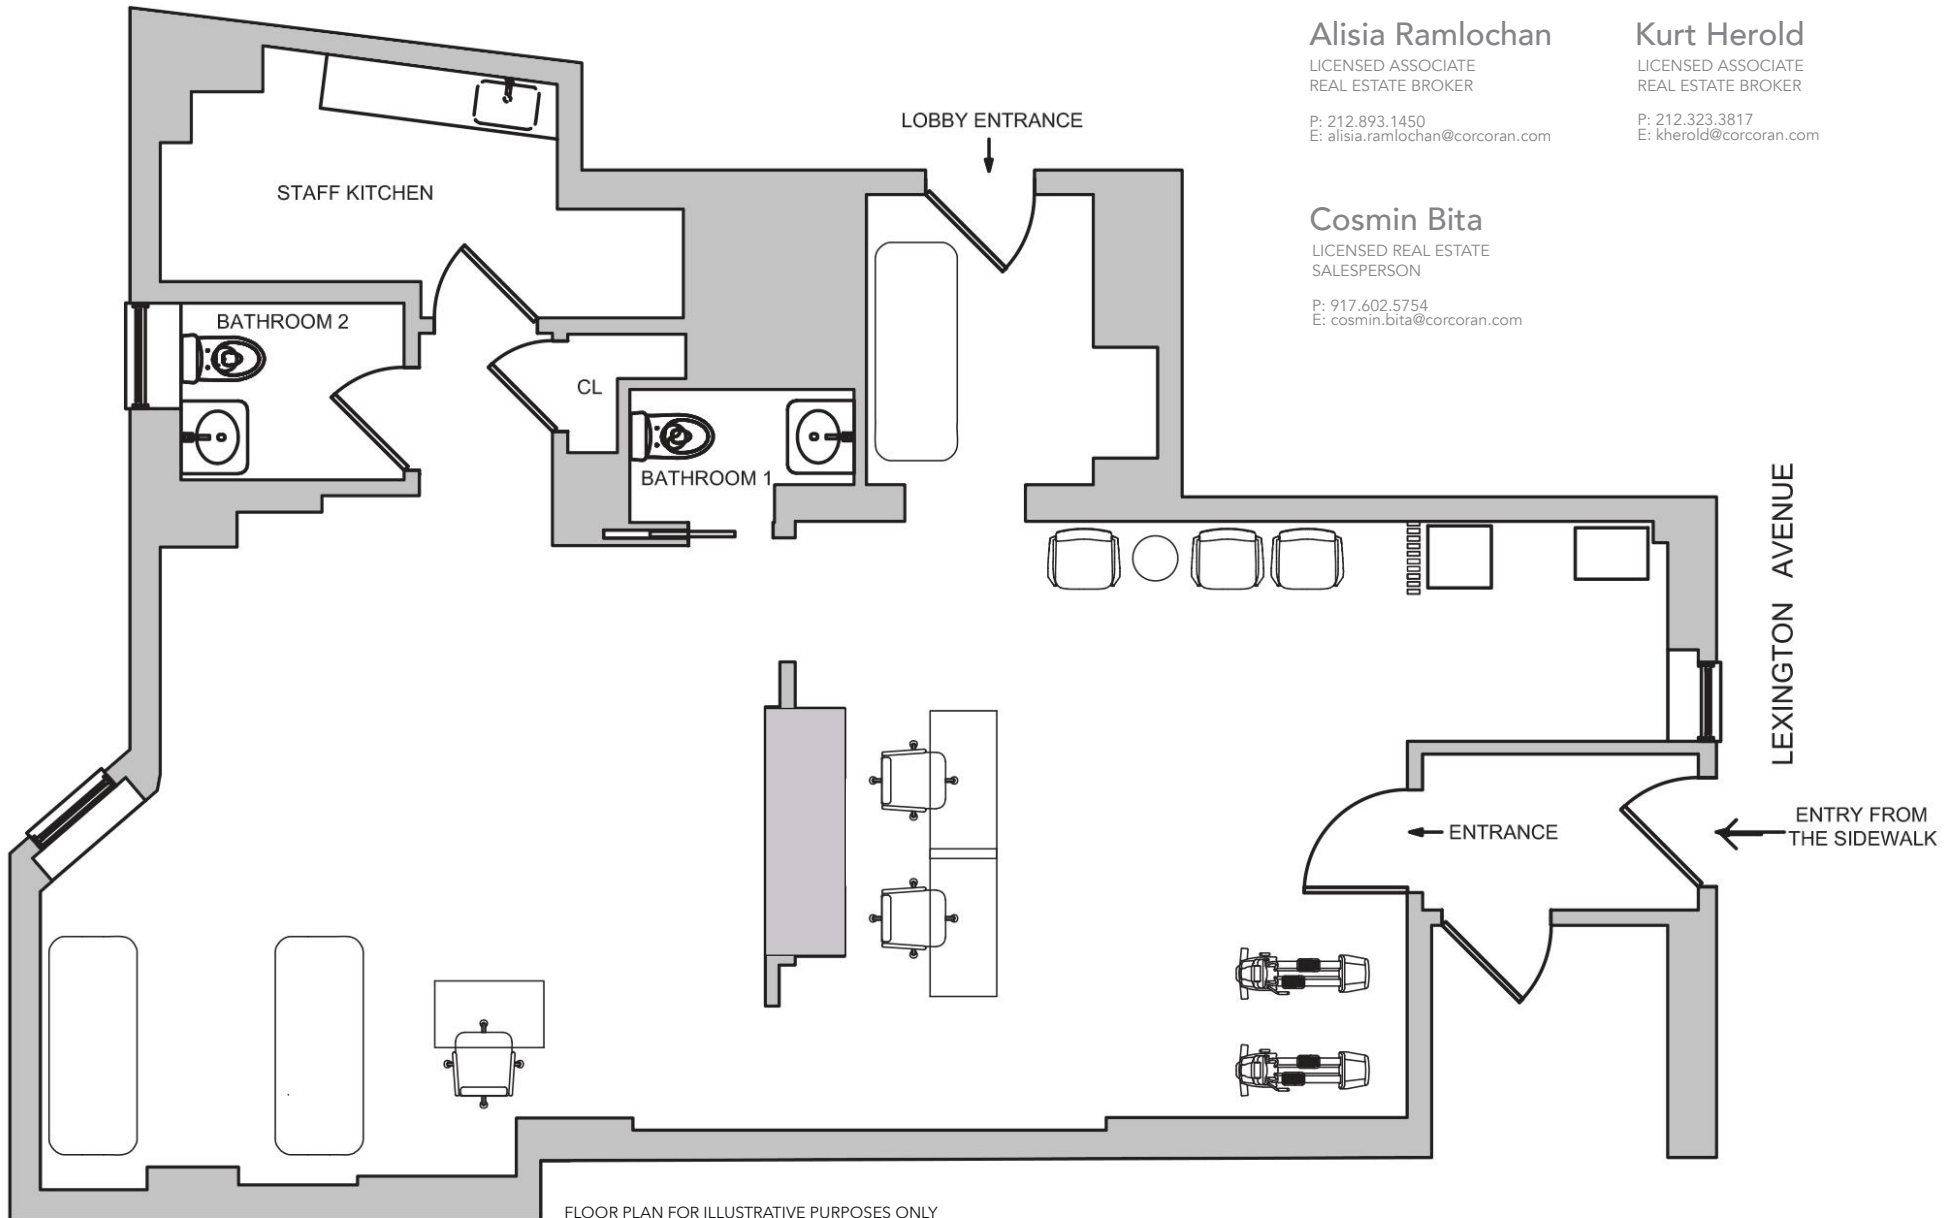 Alisia Ramlochan
LICENSED ASSOCIATE
REAL ESTATE BROKER
P: 212.893.1450
E: alisia.ramlochan@corcoran.com
Kurt Herold
LICENSED ASSOCIATE
REAL ESTATE BROKER
P: 212.323.3817
E: kherold@corcoran.com
Cosmin Bita
LICENSED REAL ESTATE
SALESPERSON
P: 917.602.5754
E: cosmin.bita@corcoran.com
LOBBY ENTRANCE
STAFF KITCHEN
BATHROOM 2
CL
BATHROOM 1
LEXINGTON AVENUE
ENTRANCE
ENTRY FROM
THE SIDEWALK
FLOOR PLAN FOR ILLUSTRATIVE PURPOSES ONLY